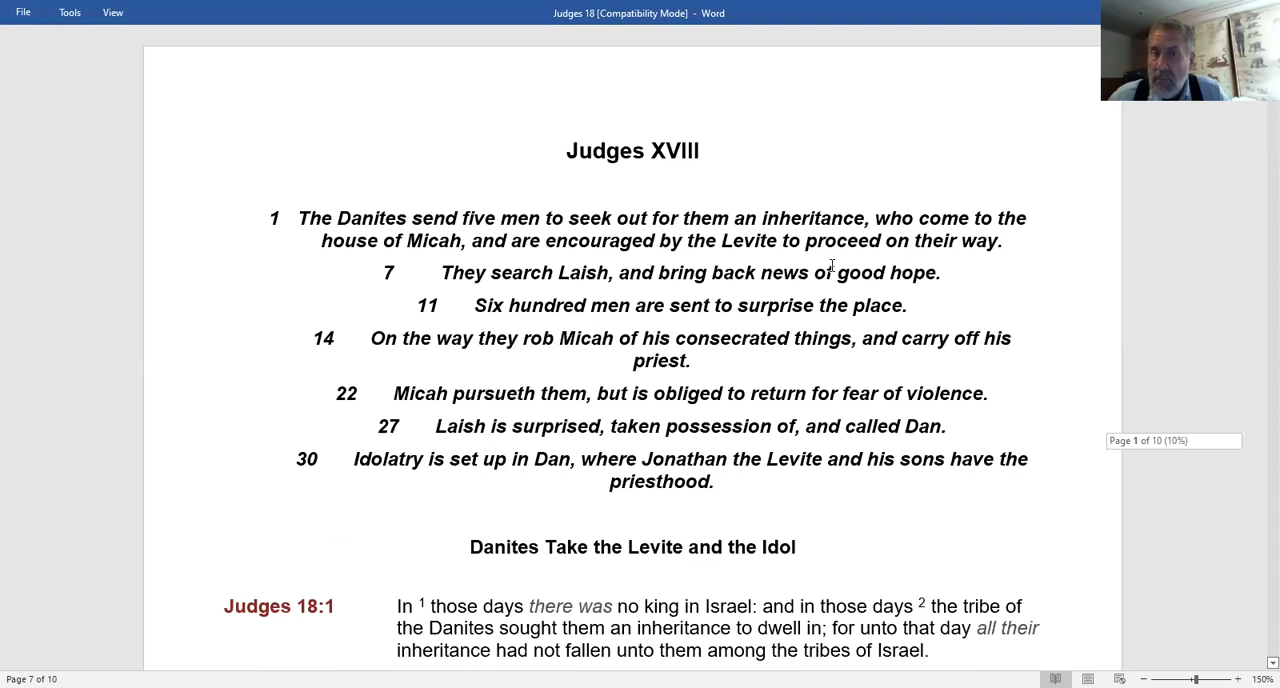 File Tools View
Judges 18 [Compatibility Mode] - Word
Judges XVIII
1 The Danites send five men to seek out for them an inheritance, who come to the
house of Micah, and are encouraged by the Levite to proceed on their way.
7 They search Laish, and bring back news of good hope.
11 Six hundred men are sent to surprise the place.
14 On the way they rob Micah of his consecrated things, and carry off his
priest.
22 Micah pursueth them, but is obliged to return for fear of violence.
27 Laish is surprised, taken possession of, and called Dan.
30 Idolatry is set up in Dan, where Jonathan the Levite and his sons have the
priesthood.
Page 1 of 10 (10%)
Danites Take the Levite and the Idol
Judges 18:1 In 1 those days there was no king in Israel: and in those days 2 the tribe of
the Danites sought them an inheritance to dwell in; for unto that day all their
inheritance had not fallen unto them among the tribes of Israel.
Page 7 of 10
150%